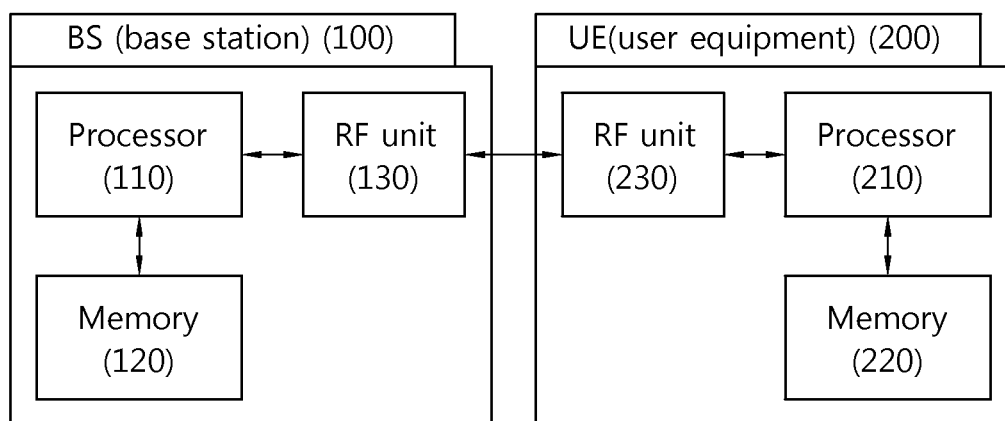 BS (base station) (100)
Processor
(110)
RF unit
(130)
Memory
(120)
UE(user equipment) (200)
RF unit
(230)
Processor
(210)
Memory
(220)